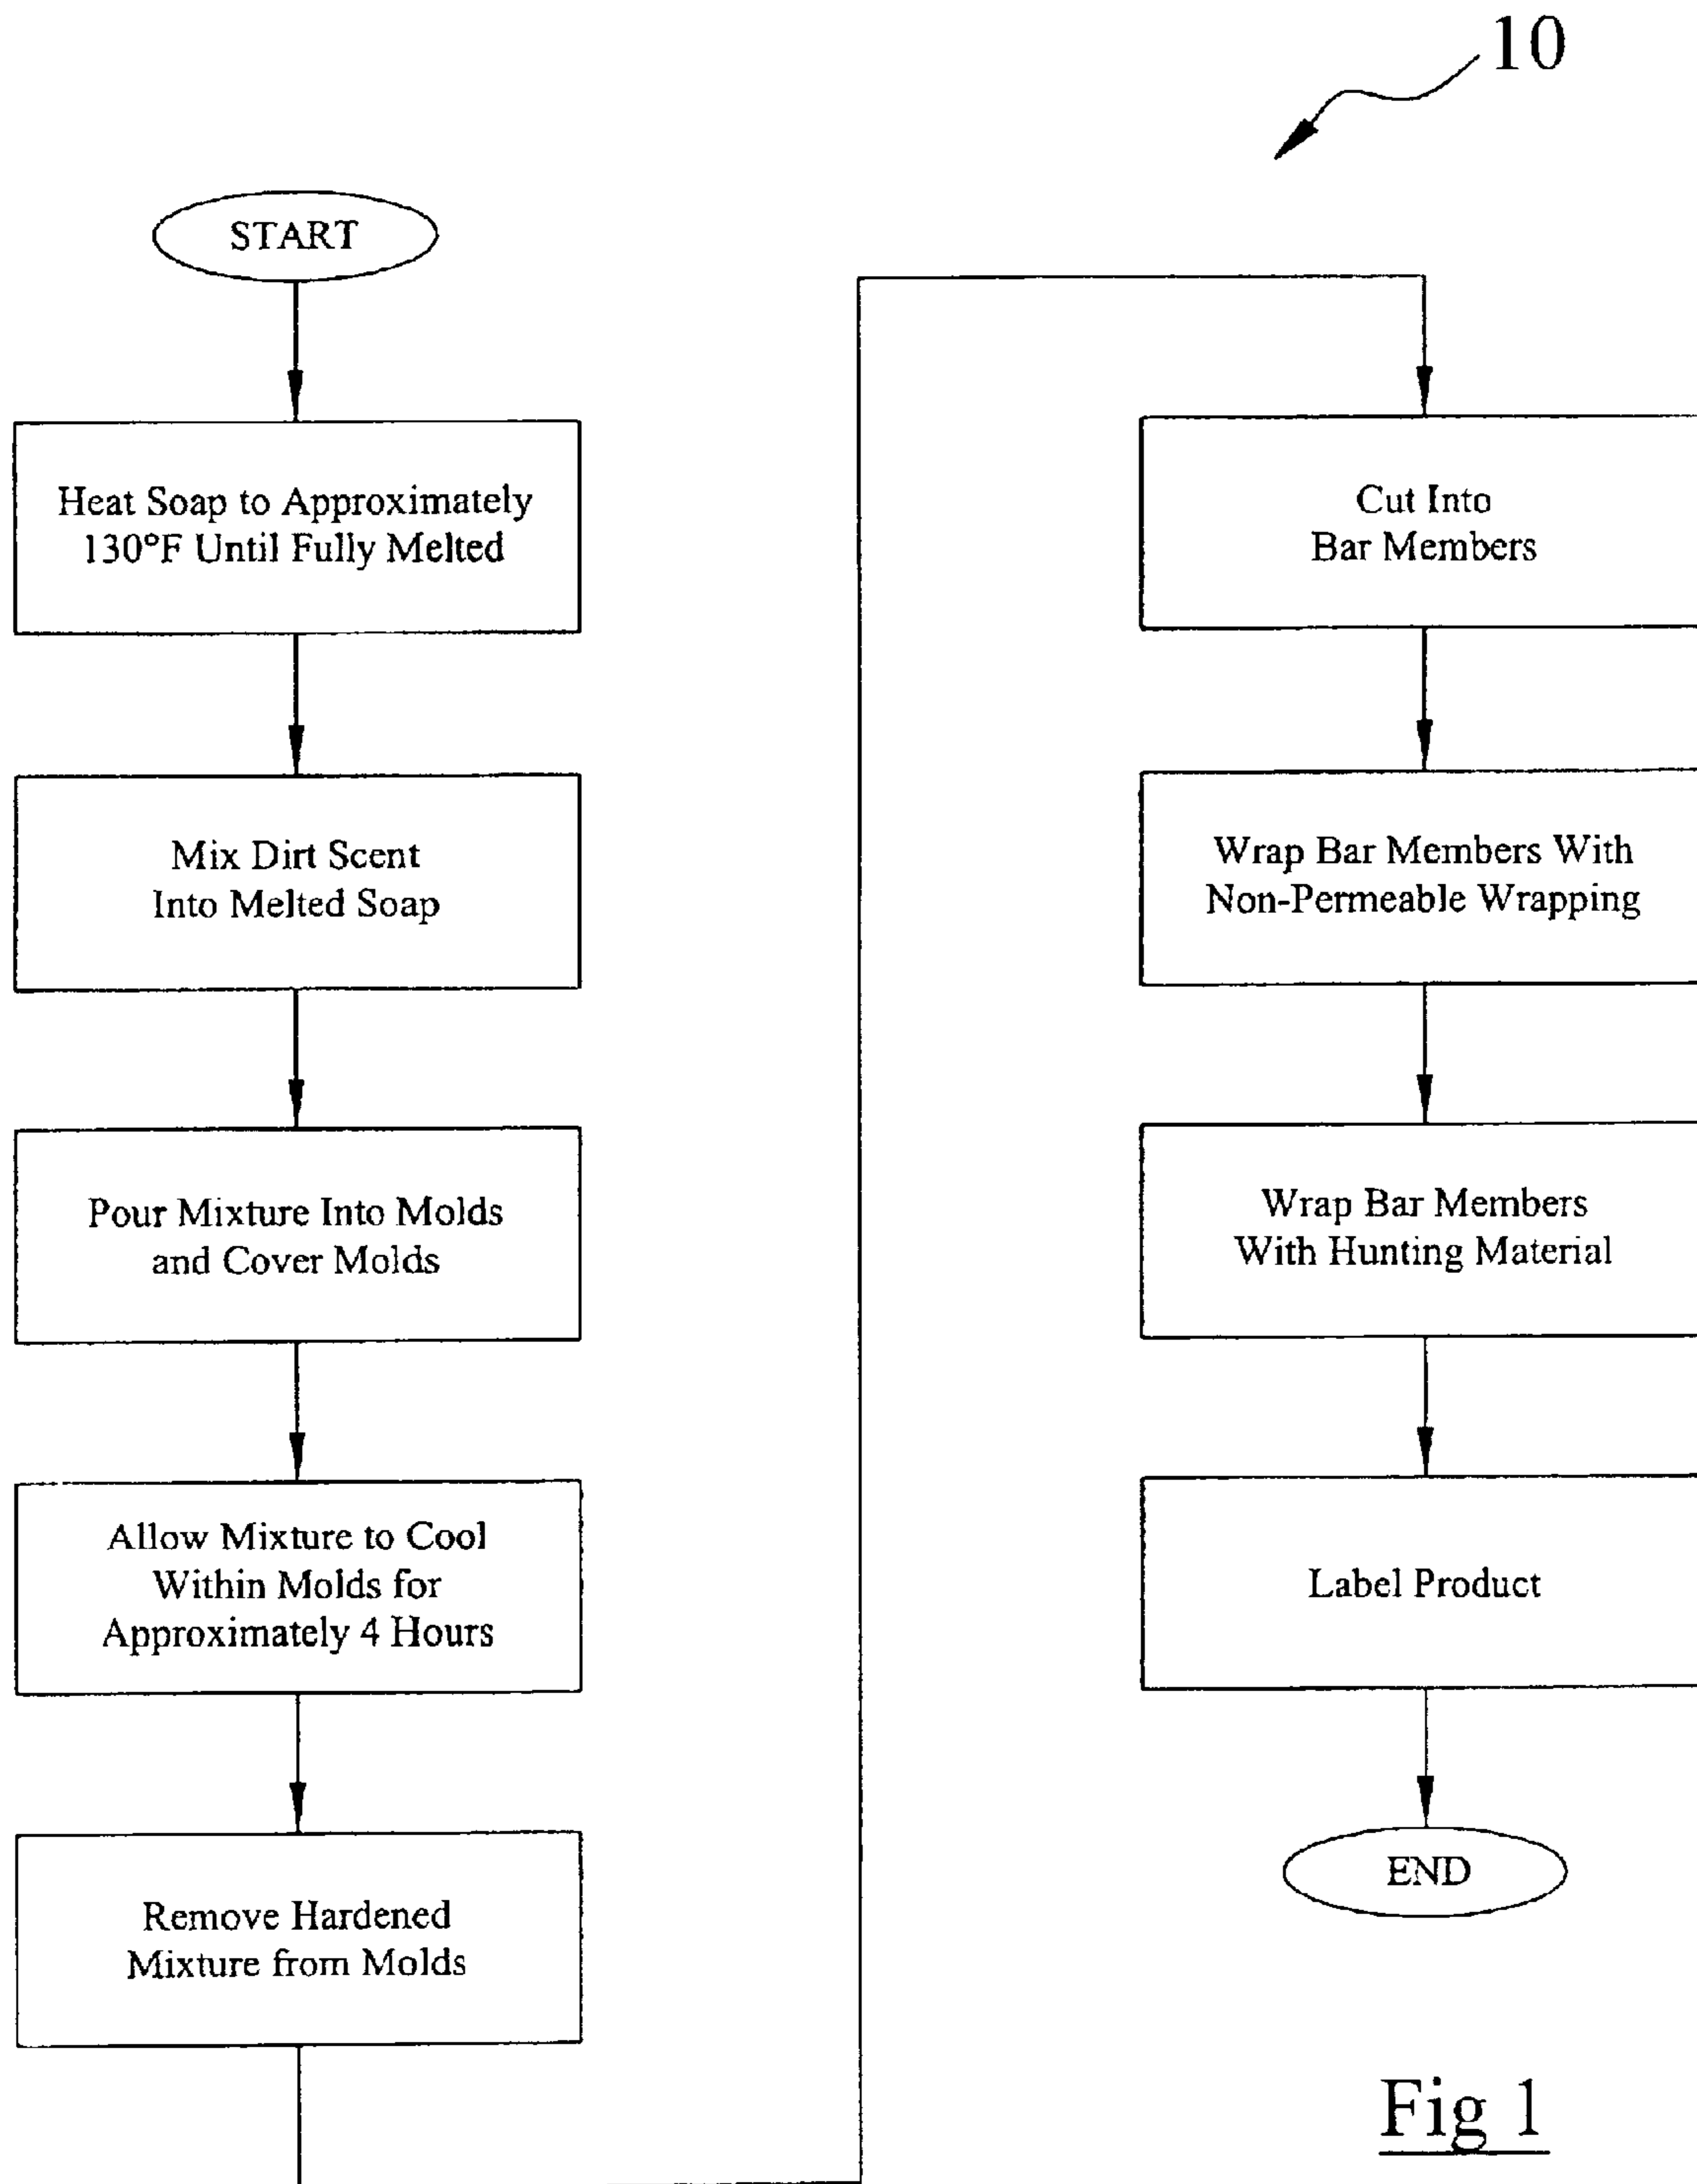 10
START
Heat Soap to Approximately
130°F Until Fully Melted
Mix Dirt Scent
Into Melted Soap
Pour Mixture Into Molds
and Cover Molds
Allow Mixture to Cool
Within Molds for
Approximately 4 Hours
Remove Hardened
Mixture from Molds
Cut Into
Bar Members
Wrap Bar Members With
Non-Permeable Wrapping
Wrap Bar Members
With Hunting Material
Label Product
END
Fig 1